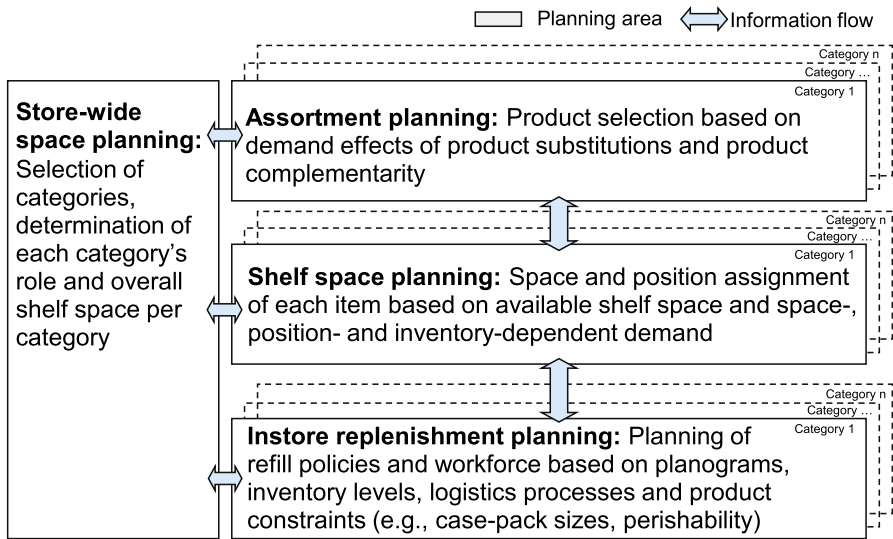 Planning area
Information flow
Store-wide
space planning:
Selection of
categories,
determination of
each category's
role and overall
shelf space per
category
Category n
Category ...
Category 1
Assortment planning: Product selection based on
demand effects of product substitutions and product
complementarity
Category n
Category ...
Category 1
Shelf space planning: Space and position assignment
of each item based on available shelf space and space-,
position- and inventory-dependent demand
Category n
Category ...
Category 1
Instore replenishment planning: Planning of
refill policies and workforce based on planograms,
inventory levels, logistics processes and product
constraints (e.g., case-pack sizes, perishability)